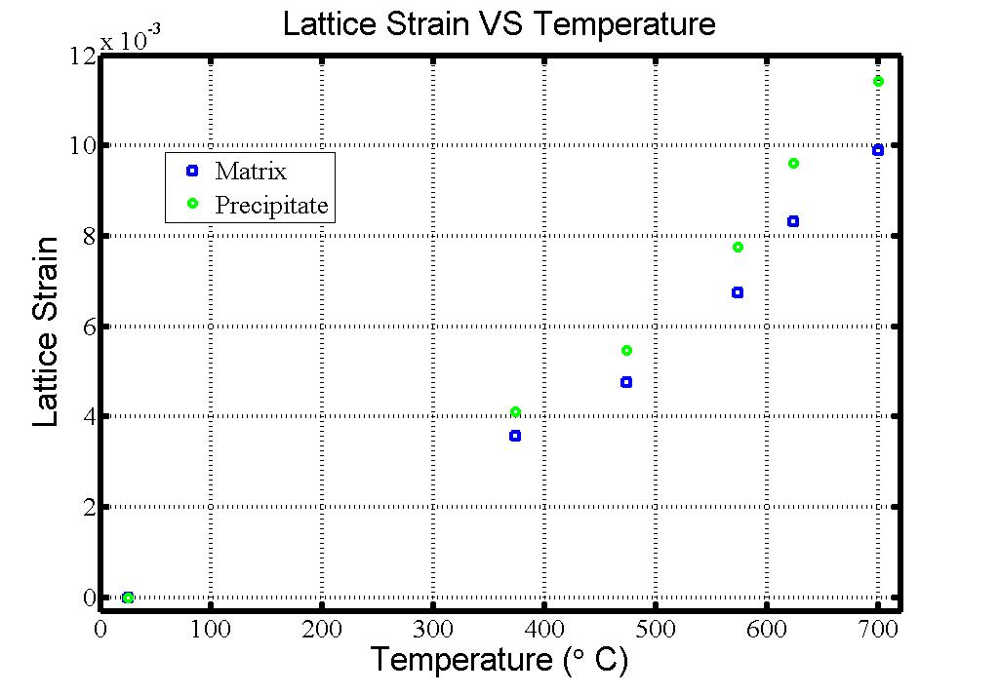 Lattice Strain VS Temperature
x 10-3
12
10
8
6
4
2
0
Lattice Strain
Matrix
Precipitate
0 100 200 300 400 500 600 700
Temperature (° C)